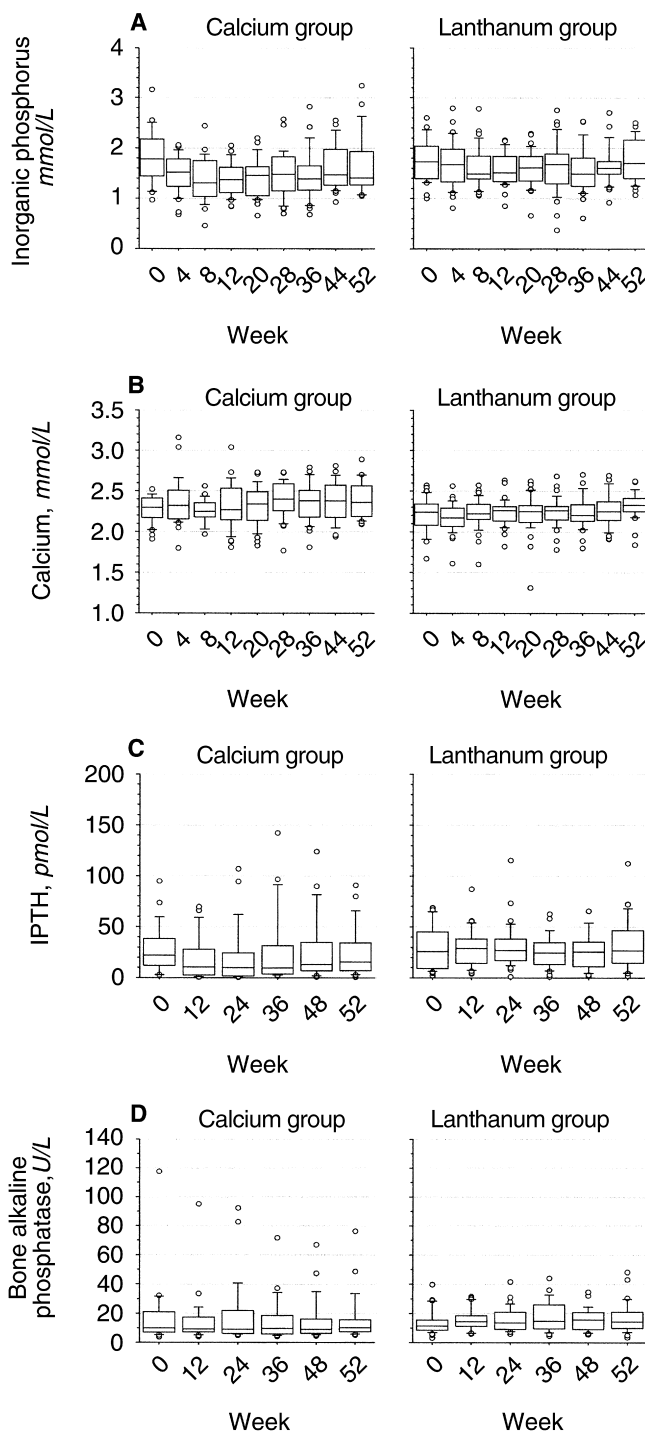 A
Calcium group
Lanthanum group
Inorganic phosphorus
mmol/L
4
3
2
1
0
0 4 8 12 20 28 36 44 52
0 4 8 12 20 28 36 44 52
Week
Week
B
Calcium group
Lanthanum group
Calcium, mmol/L
3.5
3.0
2.5
2.0
1.5
1.0
0 4 8 12 20 28 36 44 52
0 4 8 12 20 28 36 44 52
Week
Week
C
Calcium group
Lanthanum group
IPTH, pmol/L
200
150
100
50
0
0 12 24 36 48 52
0 12 24 36 48 52
Week
Week
D
Calcium group
Lanthanum group
Bone alkaline
phosphatase, U/L
140
120
100
80
60
40
20
0
0 12 24 36 48 52
0 12 24 36 48 52
Week
Week